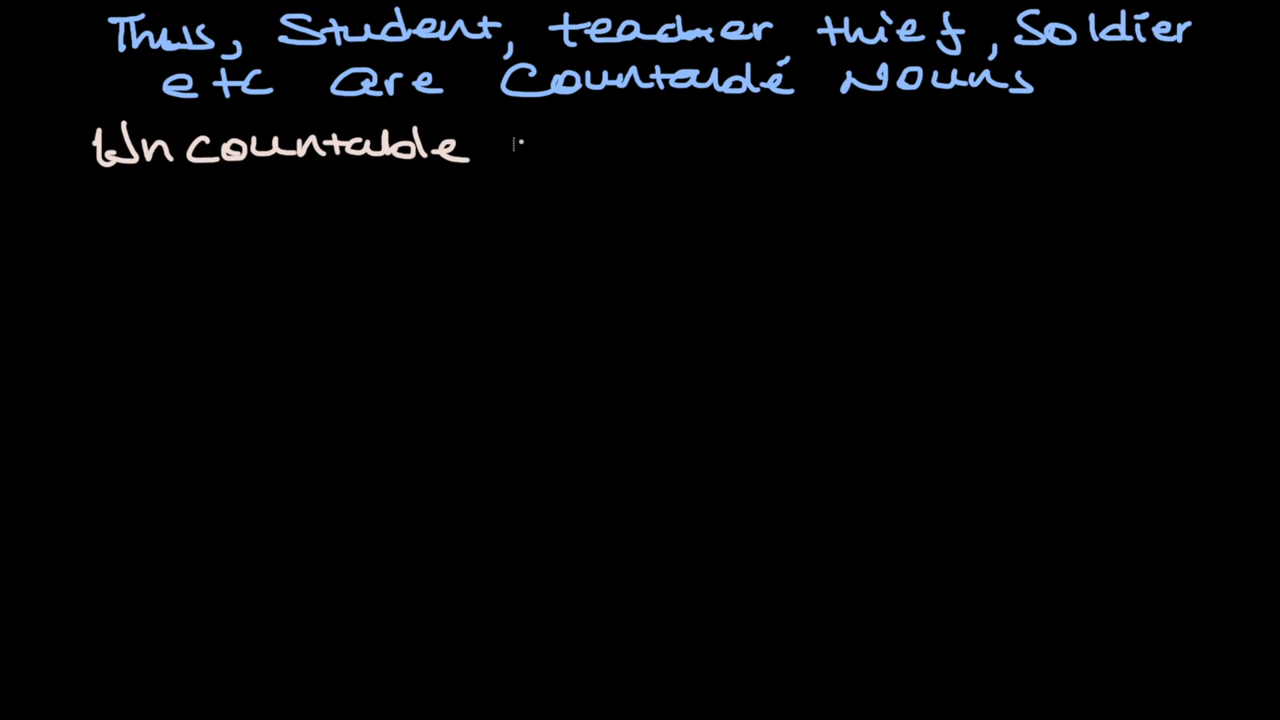 Thus, Student, teacher thief, Soldier
etc are Countable Nouns
Uncountable